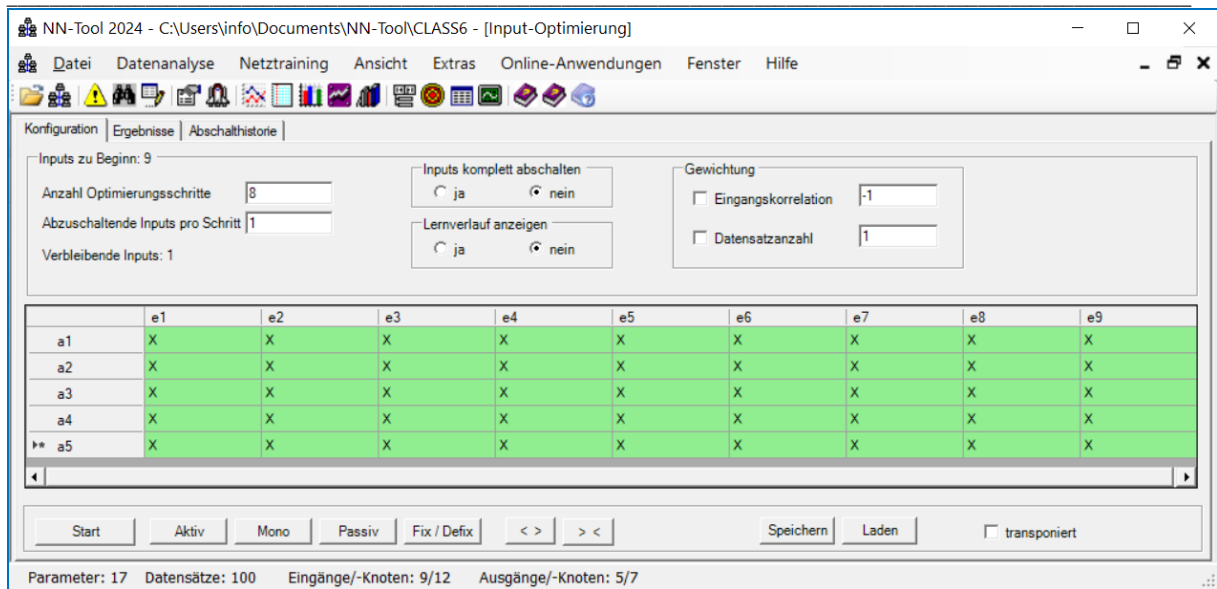 NN-Tool 2024 - C:\Users\info\Documents\NN-Tool\CLASS6 - [Input-Optimierung]
Datei Datenanalyse Netztraining Ansicht Extras Online-Anwendungen Fenster Hilfe
Konfiguration Ergebnisse Abschalthistorie
Inputs zu Beginn: 9
Anzahl Optimierungsschritte 8
Abzuschaltende Inputs pro Schritt 1
Verbleibende Inputs: 1
Inputs komplett abschalten
ja nein
Lernverlauf anzeigen
ja nein
Gewichtung
Eingangskorrelation -1
Datensatzanzahl 1
e1 e2 e3 e4 e5 e6 e7 e8 e9
a1 X X X X X X X X X
a2 X X X X X X X X X
a3 X X X X X X X X X
a4 X X X X X X X X X
a5 X X X X X X X X X
Start Aktiv Mono Passiv Fix / Defix < > > < Speichern Laden transponiert
Parameter: 17 Datensätze: 100 Eingänge/-Knoten: 9/12 Ausgänge/-Knoten: 5/7